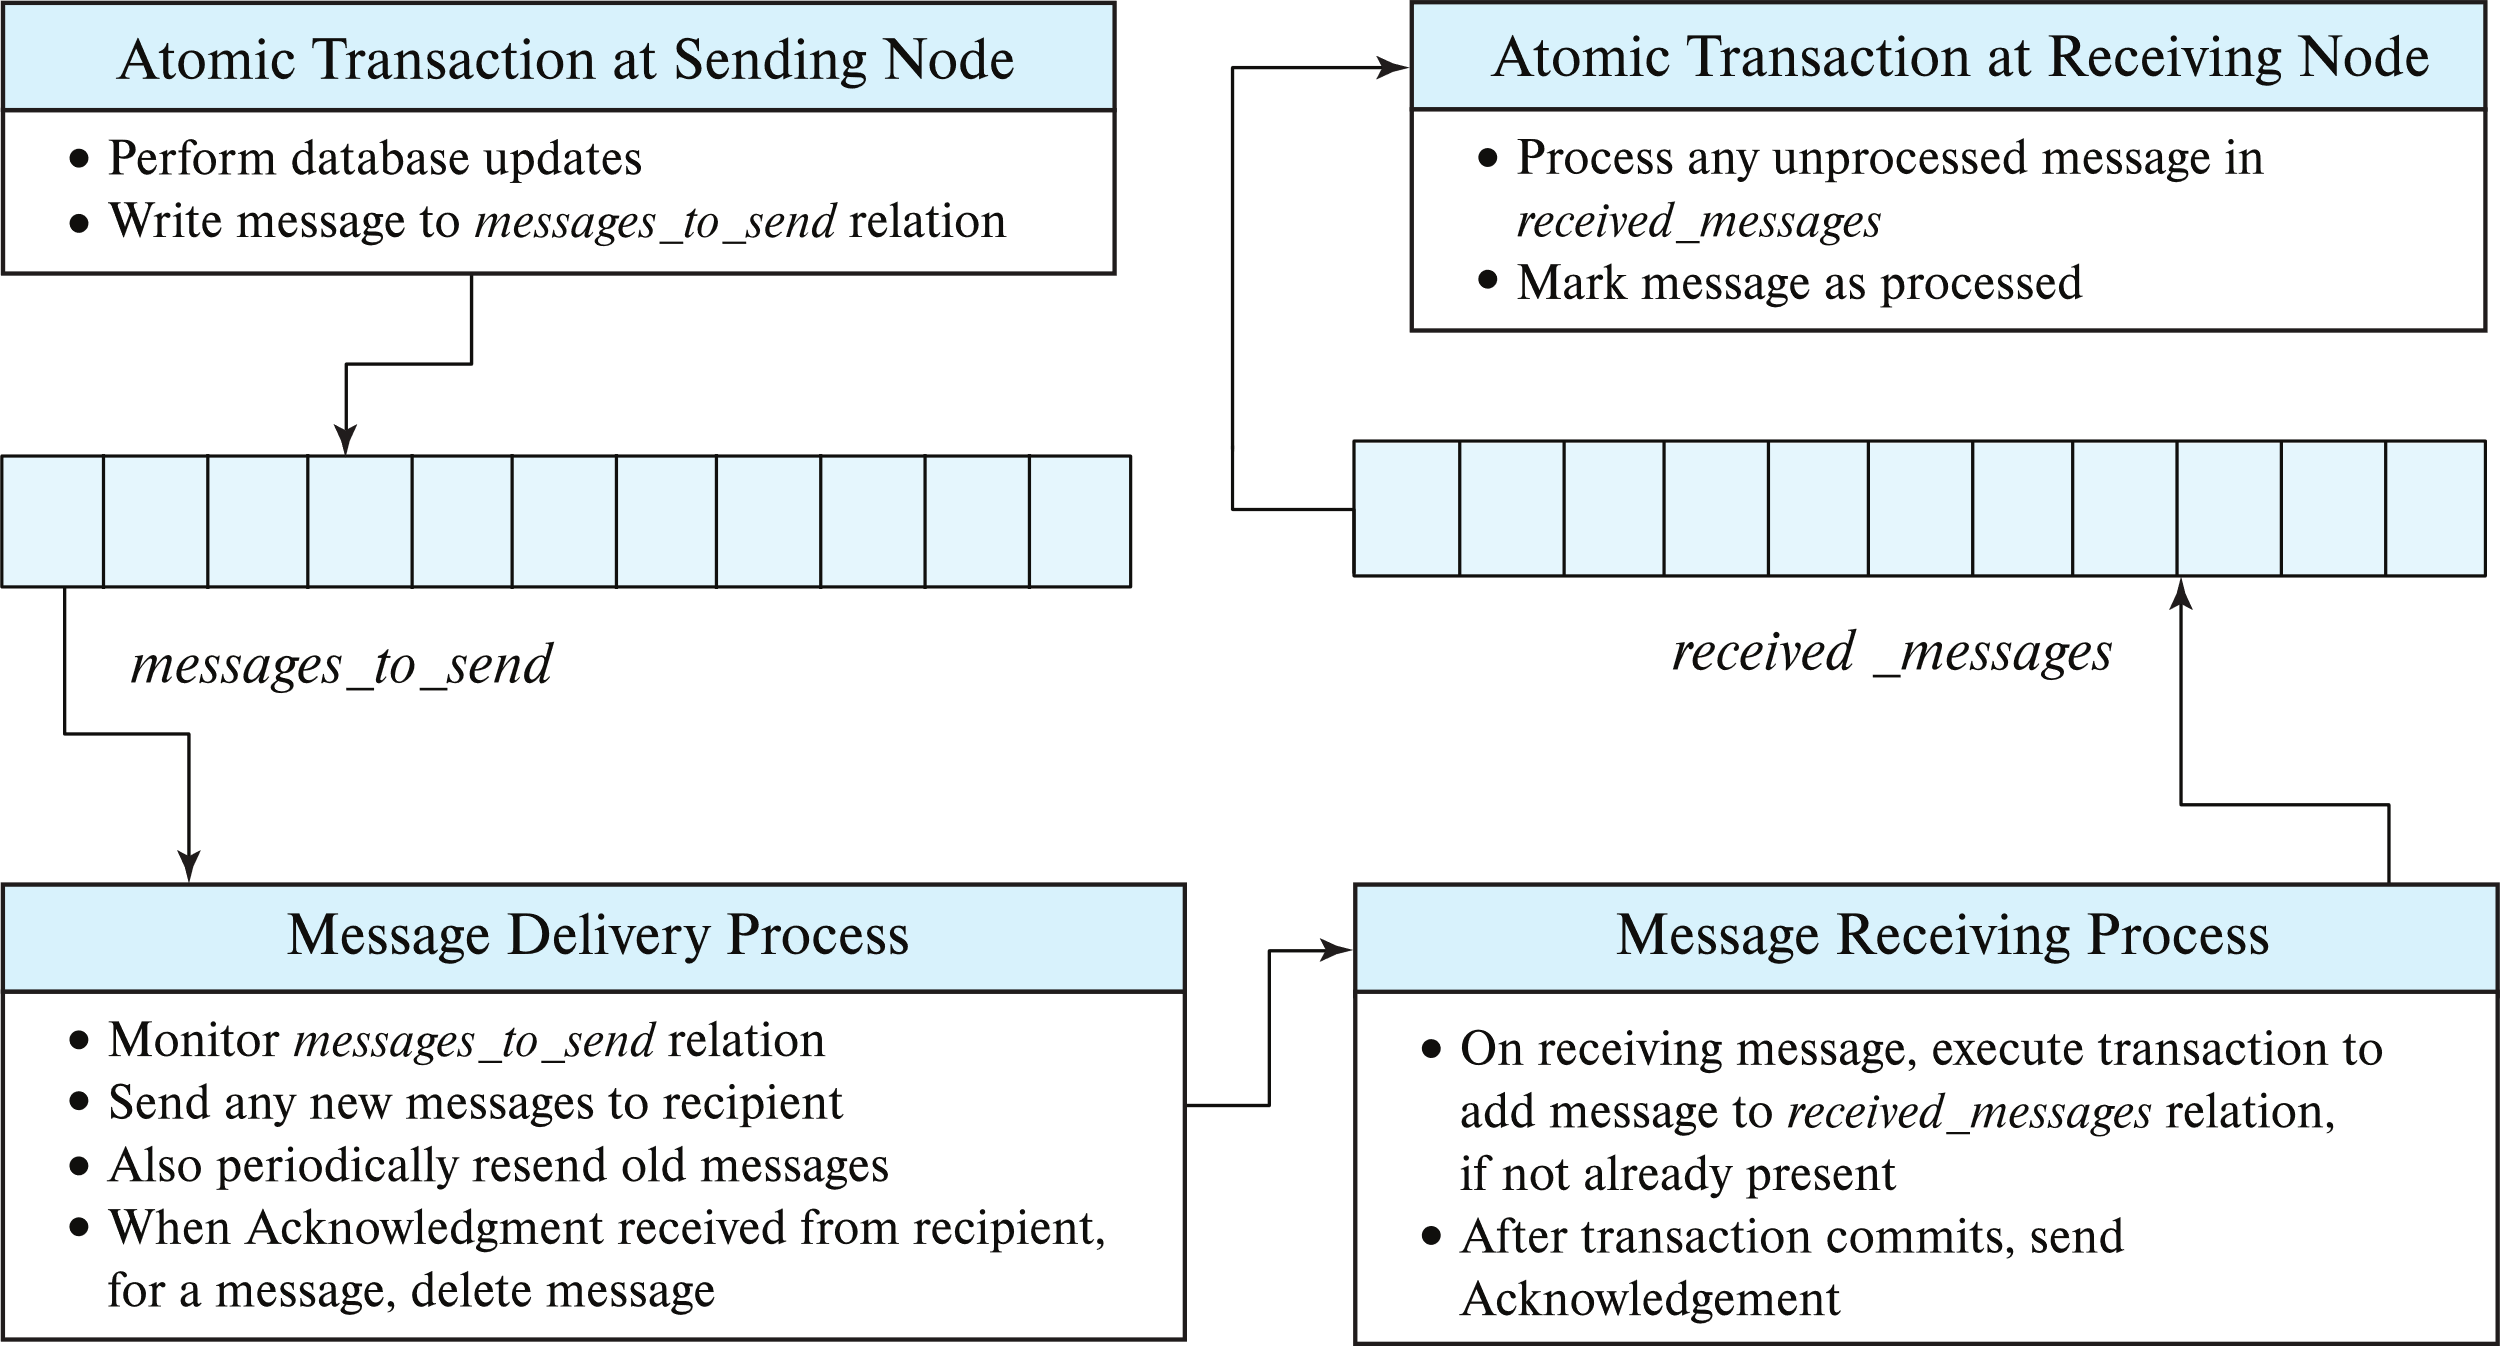 Atomic Transaction at Sending Node
● Perform database updates
● Write message to messages_to_send relation
Atomic Transaction at Receiving Node
● Process any unprocessed message in
received_messages
● Mark message as processed
messages_to_send
received _messages
Message Delivery Process
● Monitor messages_to_send relation
● Send any new messages to recipient
● Also periodically resend old messages
● When Acknowledgment received from recipient,
for a message, delete message
Message Receiving Process
● On receiving message, execute transaction to
add message to received_messages relation,
if not already present
● After transaction commits, send
Acknowledgement